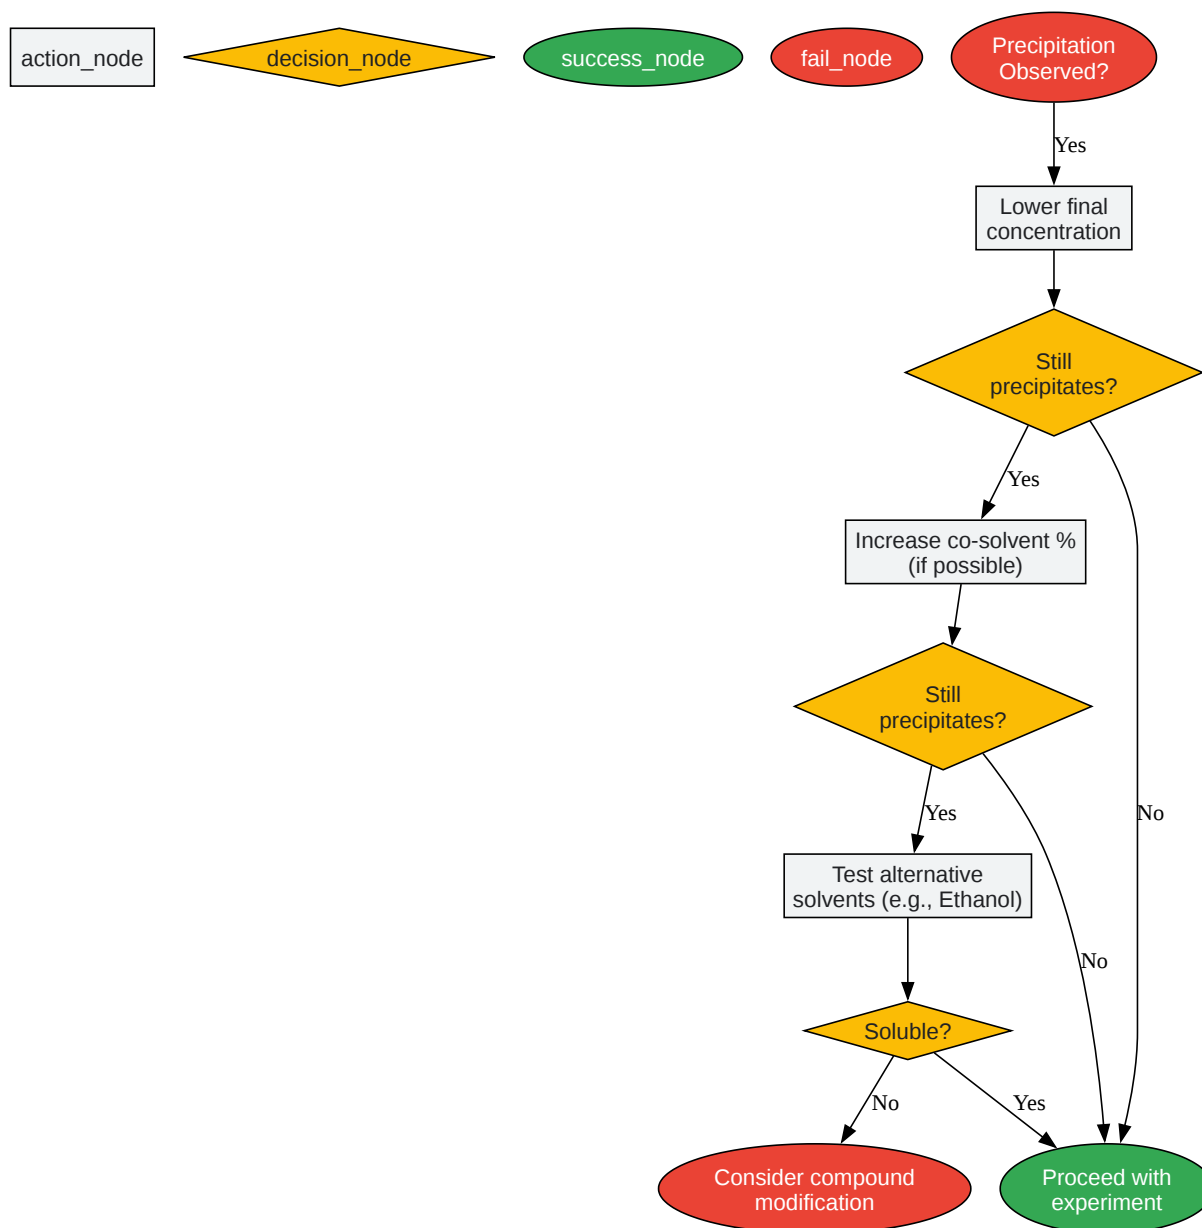 action_node
decision_node
success_node
fail_node
Precipitation
Observed?
Yes
Lower final
concentration
Still
precipitates?
Yes
Increase co-solvent %
(if possible)
Still
precipitates?
Yes
No
Test alternative
solvents (e.g., Ethanol)
No
Soluble?
No
Yes
Consider compound
modification
Proceed with
experiment